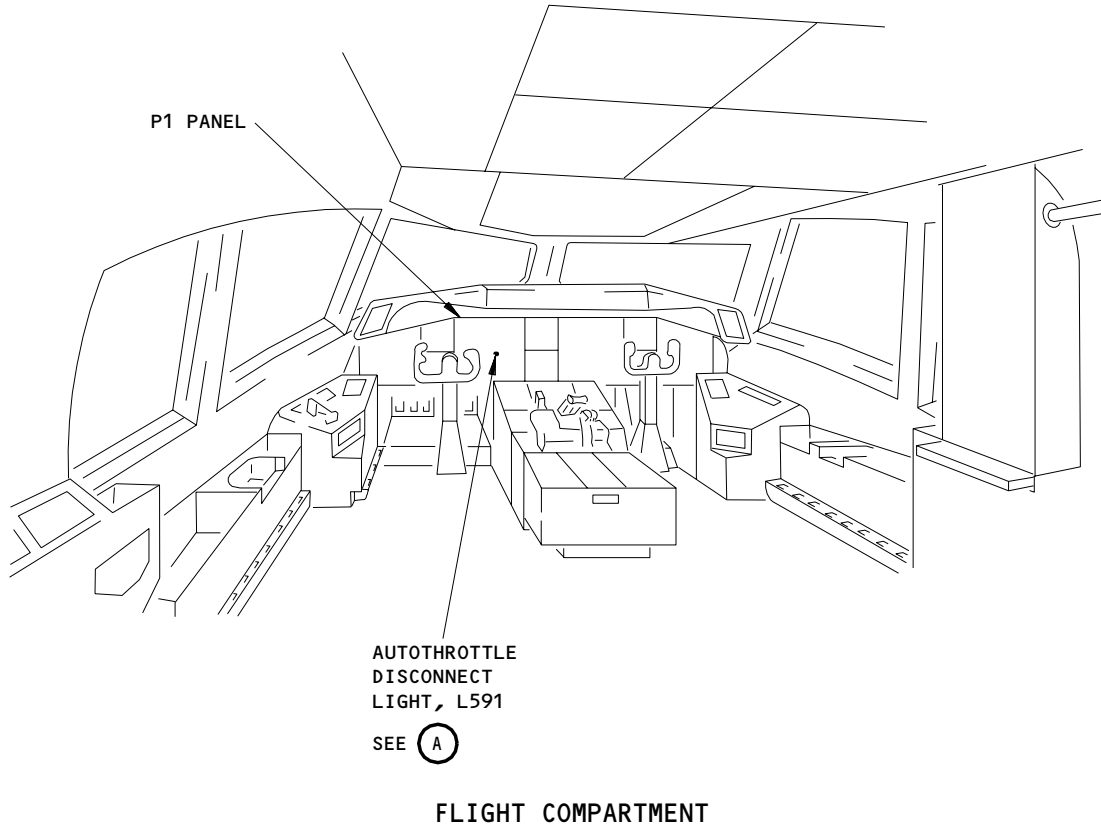 P1 PANEL
AUTOTHROTTLE
DISCONNECT
LIGHT, L591
SEE A
FLIGHT COMPARTMENT